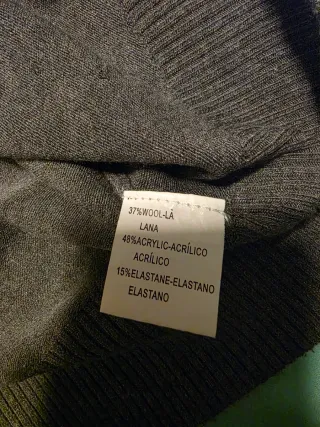 37%WOOL-LÃ
LANA
48%ACRYLIC-ACRÍLICO
ACRÍLICO
15%ELASTANE-ELASTANO
ELASTANO